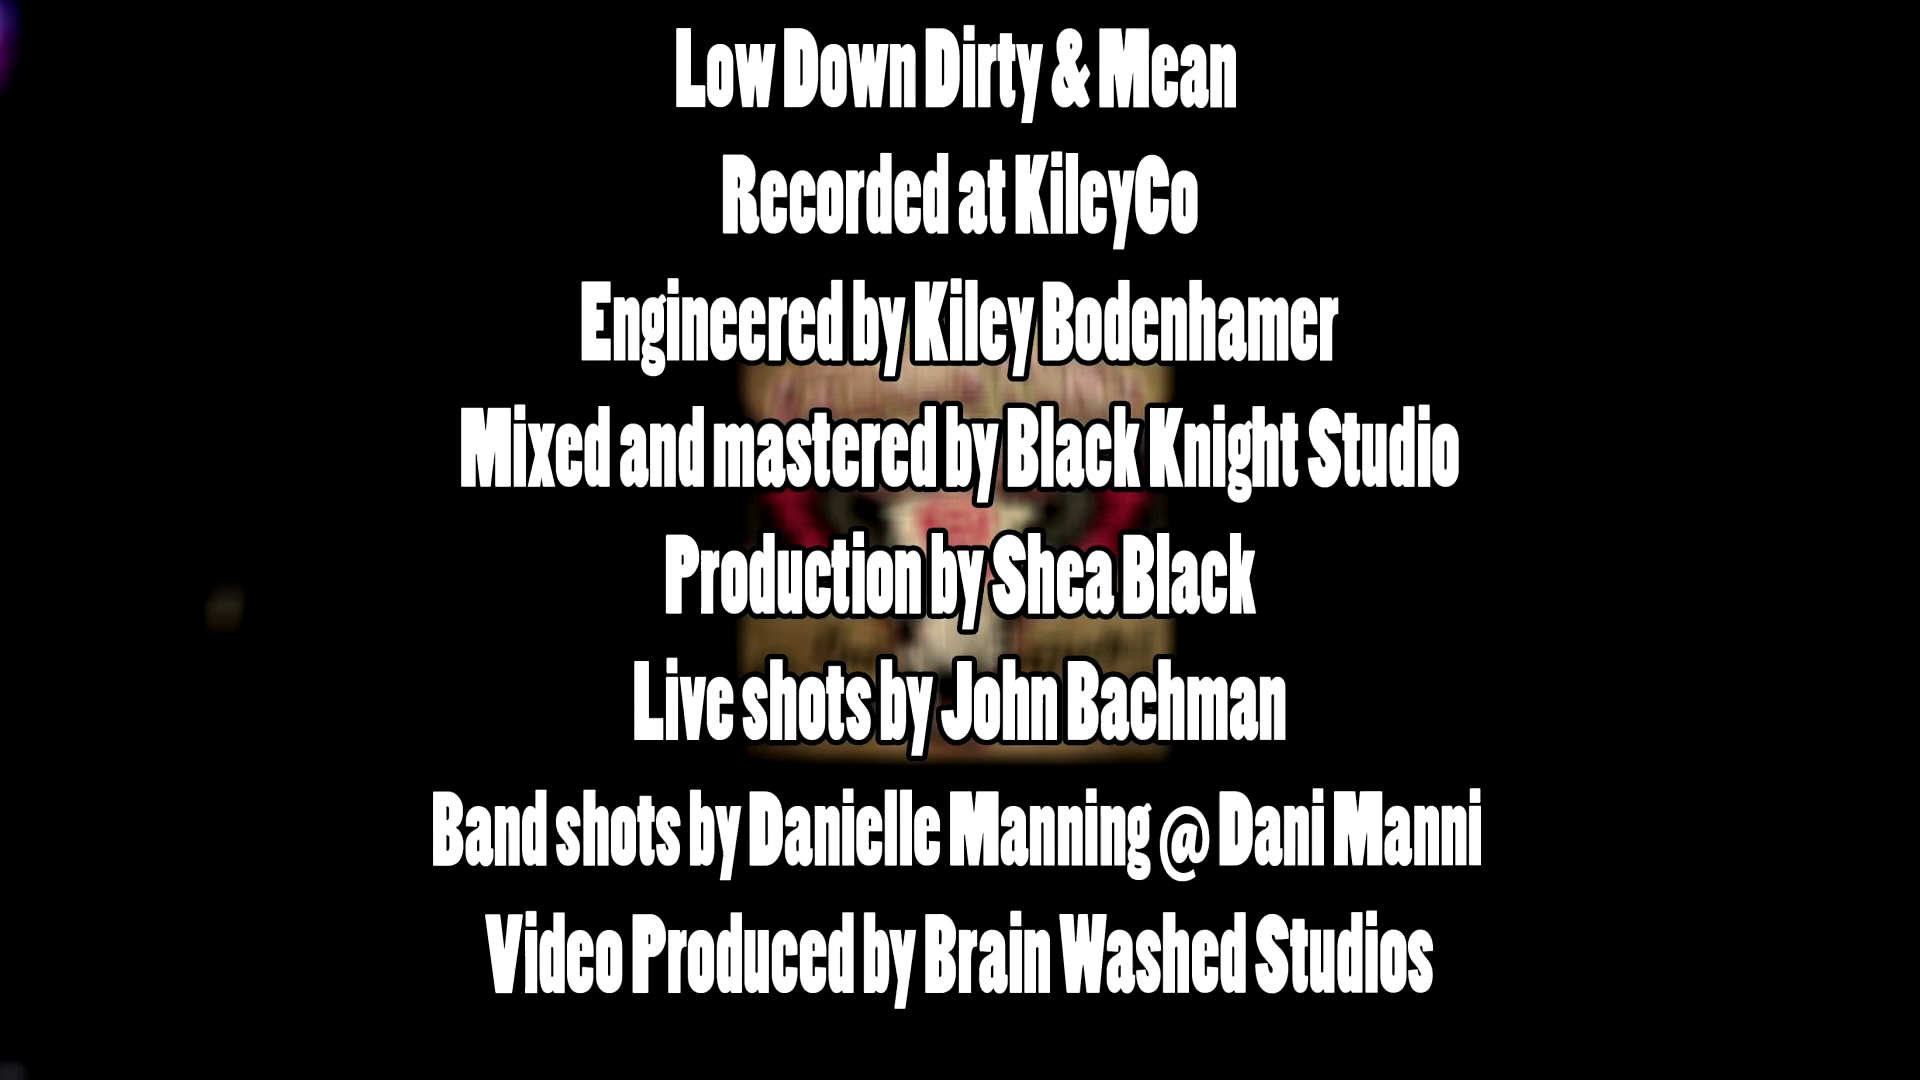 Low Down Dirty & Mean
Recorded at KileyCo
Engineered by Kiley Bodenhamer
Mixed and mastered by Black Knight Studio
Production by Shea Black
Live shots by John Bachman
Band shots by Danielle Manning @ Dani Manni
Video Produced by Brain Washed Studios